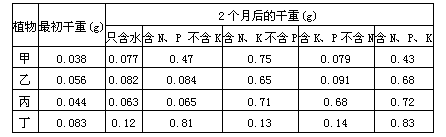 植物 最初干重(g) 2个月后的干重(g)
只含水 含N、P 不含K 含N、K不含P 含P、K不含N 含N、P、K
甲 0.038 0.077 0.47 0.75 0.079 0.43
乙 0.056 0.082 0.084 0.65 0.091 0.68
丙 0.044 0.063 0.065 0.71 0.68 0.72
丁 0.083 0.12 0.81 0.13 0.14 0.83